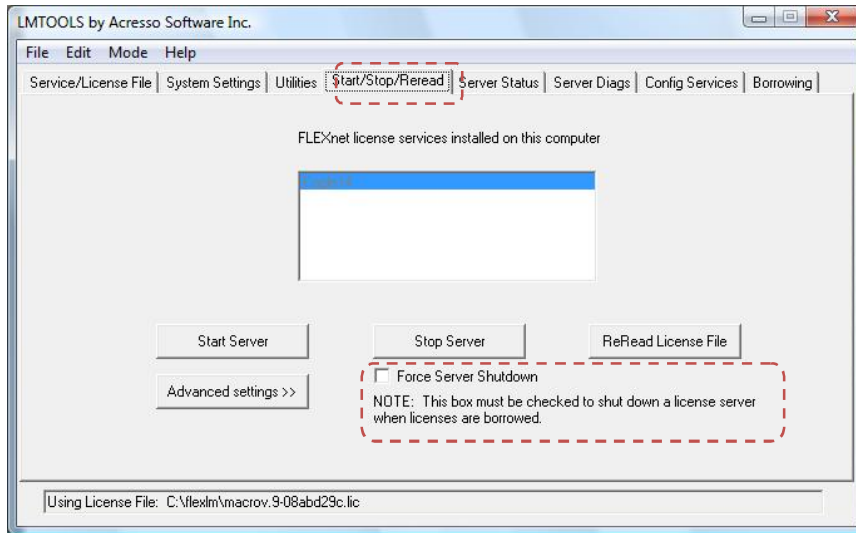 LMTOOLS by Acresso Software Inc.
File Edit Mode Help
Service/License File System Settings Utilities Start/Stop/Reread Server Status Server Diags Config Services Borrowing
FLEXnet license services installed on this computer
Start Server Stop Server ReRead License File
Advanced settings >> Force Server Shutdown
NOTE: This box must be checked to shut down a license server
when licenses are borrowed.
Using License File: C:\flexlm\macrov.9-08abd29c.lic